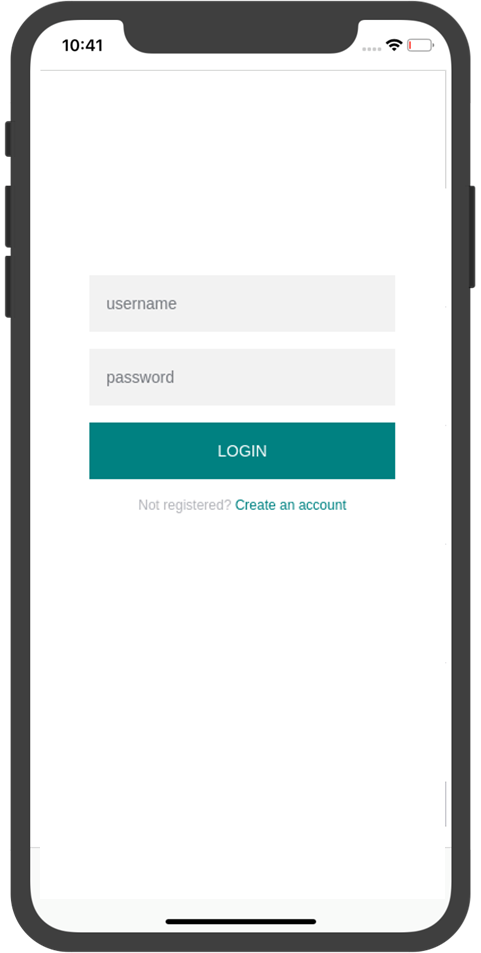 10:41
username
password
LOGIN
Not registered? Create an account